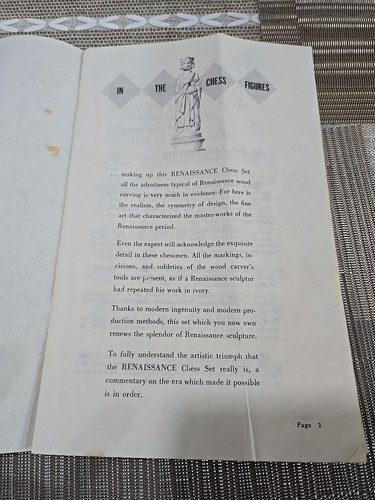 IN THE CHESS FIGURES
... making up this RENAISSANCE Chess Set
all the adroitness typical of Renaissance wood
carving is very much in evidence. For here is
the realism, the symmetry of design, the fine
art that characterized the master-works of the
Renaissance period.
Even the expert will acknowledge the exquisite
detail in these chessmen. All the markings, in-
cisions, and subleties of the wood carver's
tools are present, as if a Renaissance sculptor
had repeated his work in ivory.
Thanks to modern ingenuity and modern pro-
duction methods, this set which you now own
renews the splendor of Renaissance sculpture.
To fully understand the artistic triumph that
the RENAISSANCE Chess Set really is, a
commentary on the era which made it possible
is in order.
Page 3